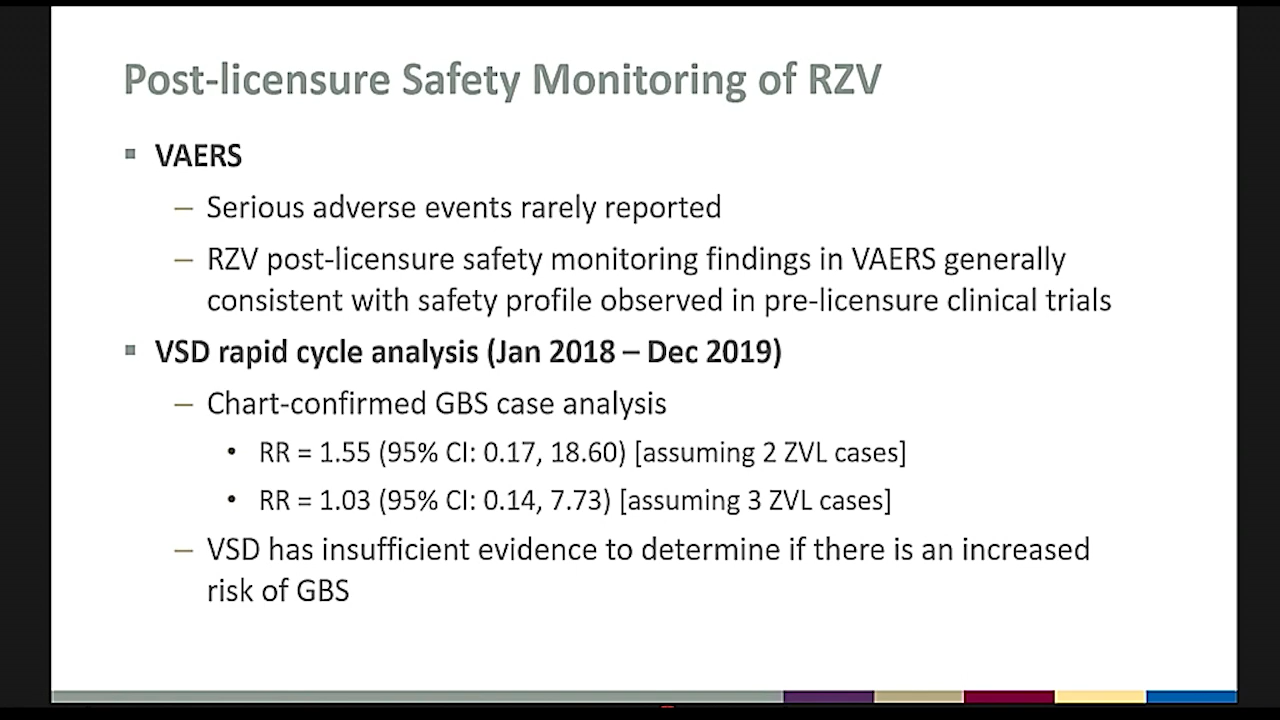 Post-licensure Safety Monitoring of RZV
▪ VAERS
– Serious adverse events rarely reported
– RZV post-licensure safety monitoring findings in VAERS generally
consistent with safety profile observed in pre-licensure clinical trials
▪ VSD rapid cycle analysis (Jan 2018 – Dec 2019)
– Chart-confirmed GBS case analysis
• RR = 1.55 (95% CI: 0.17, 18.60) [assuming 2 ZVL cases]
• RR = 1.03 (95% CI: 0.14, 7.73) [assuming 3 ZVL cases]
– VSD has insufficient evidence to determine if there is an increased
risk of GBS